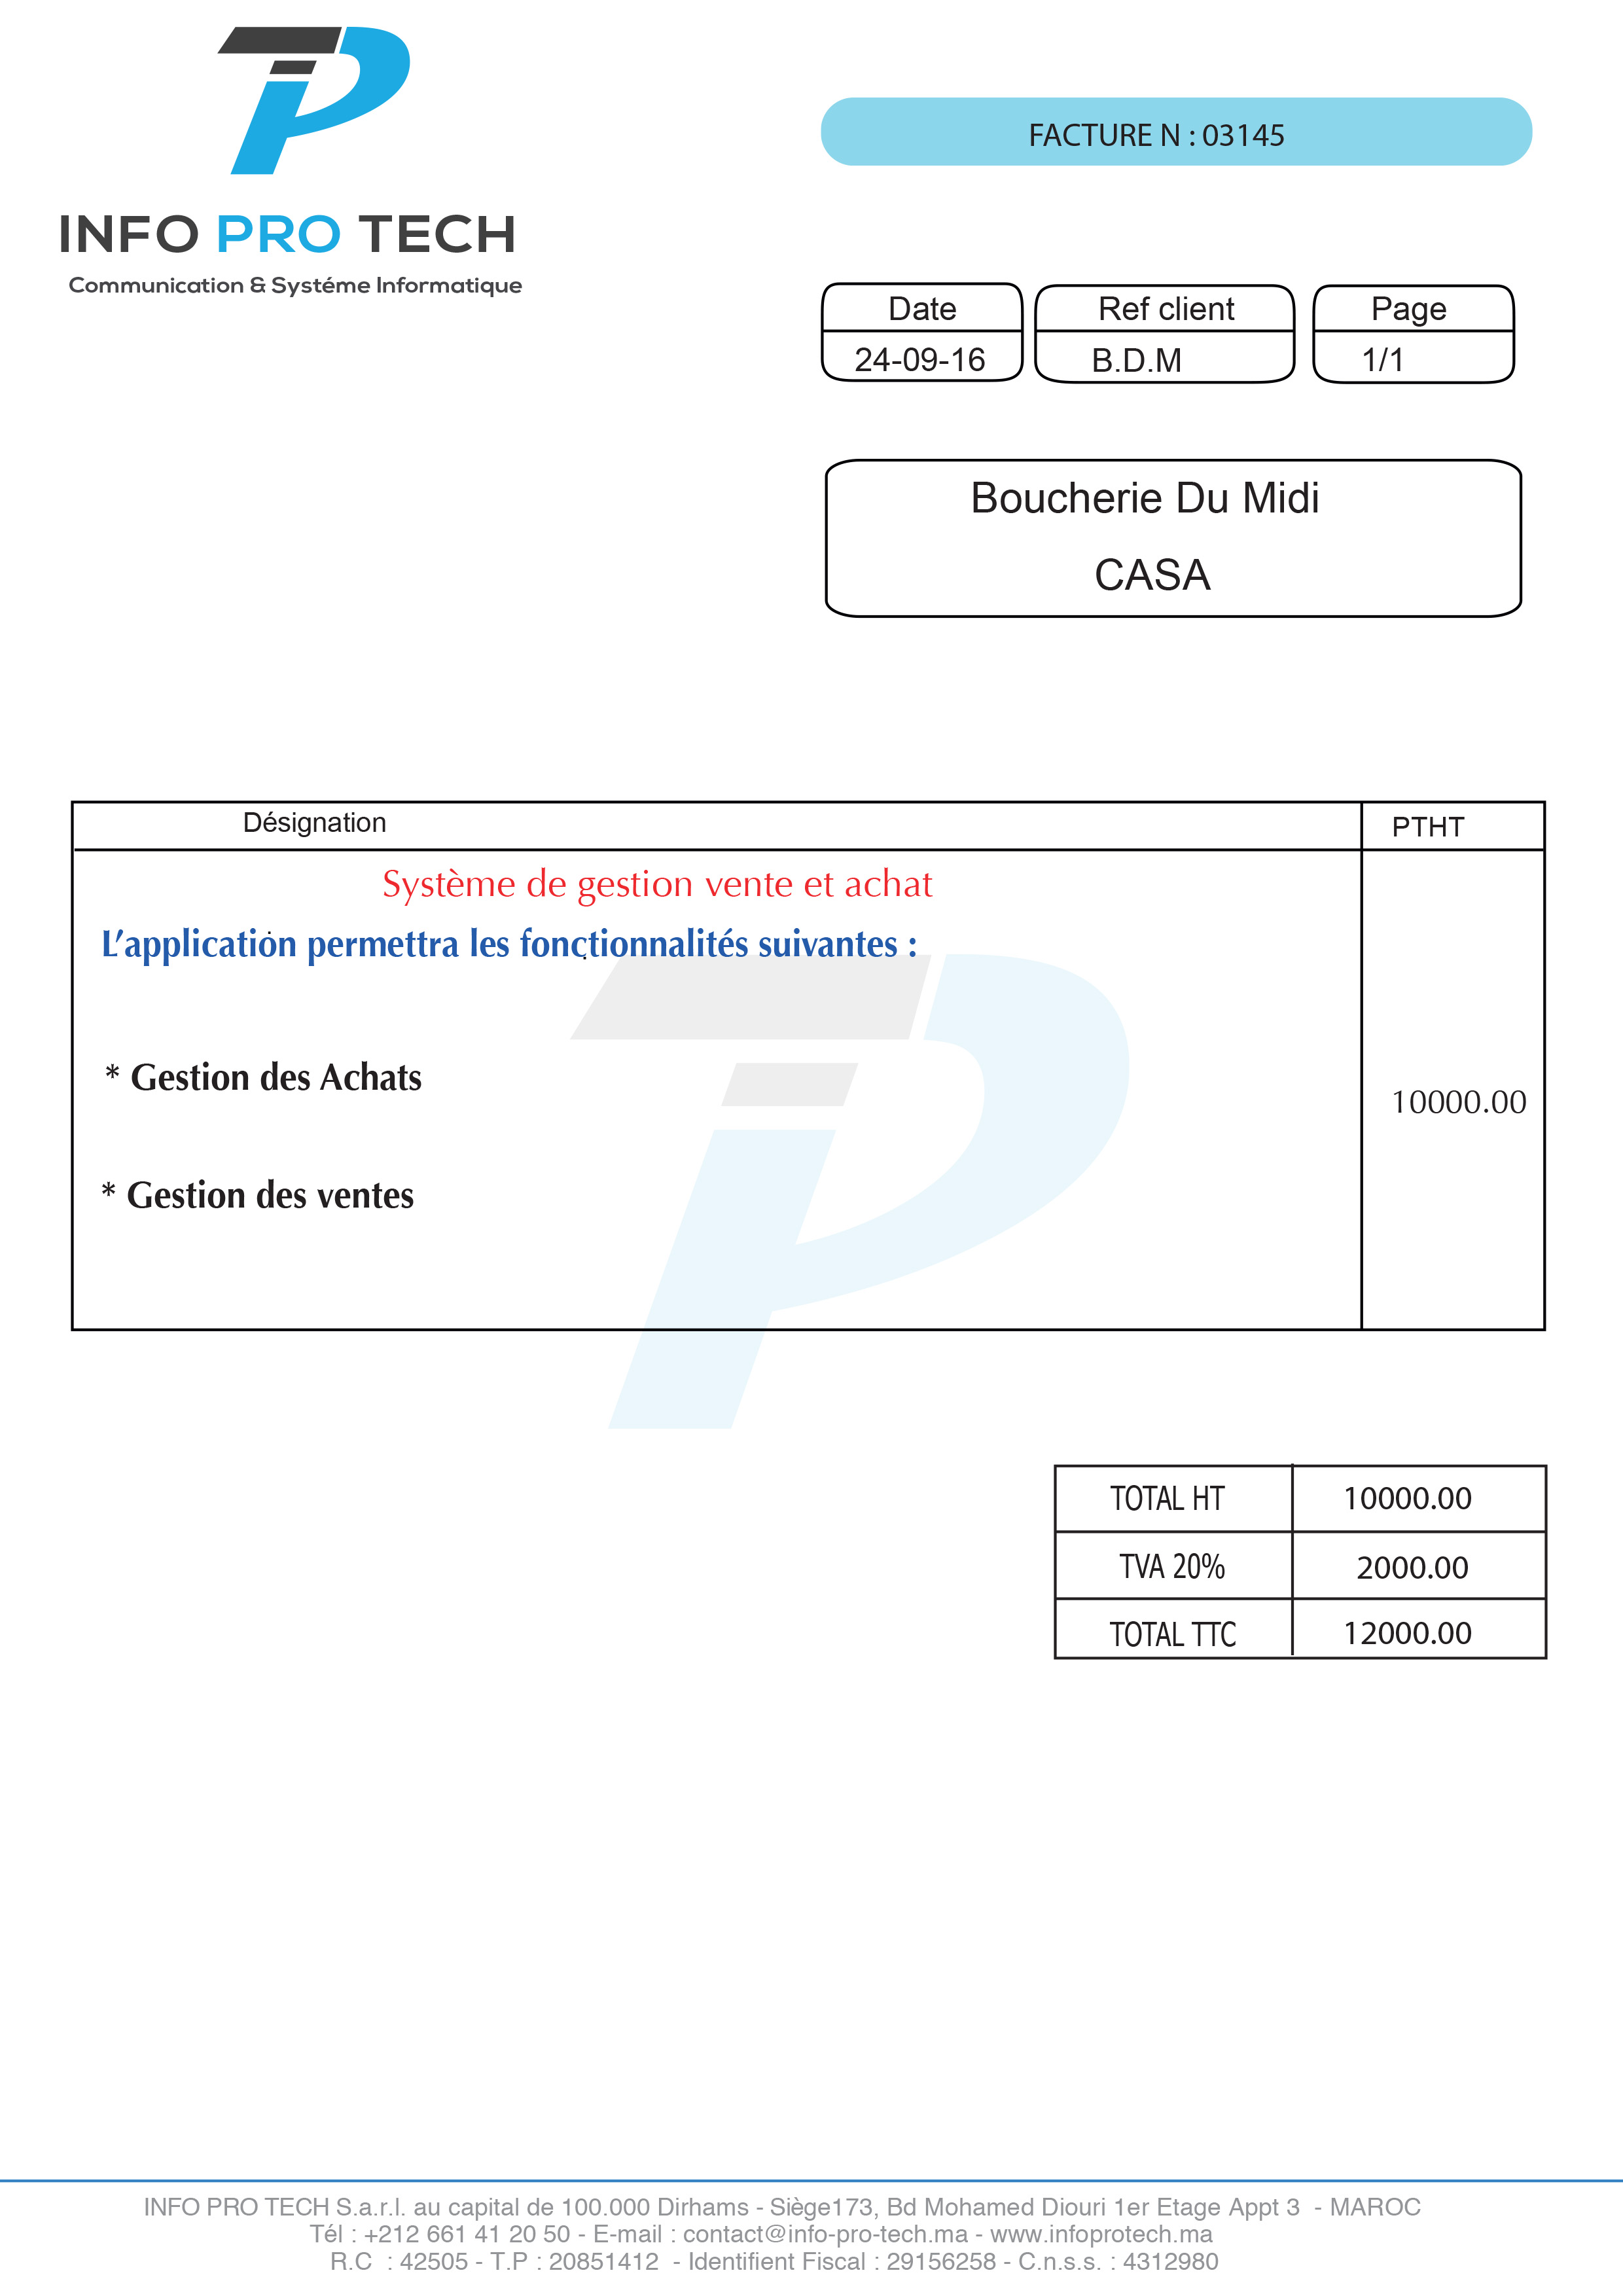 INFO PRO TECH
Communication & Systéme Informatique
FACTURE N : 03145
Date
24-09-16
Ref client
B.D.M
Page
1/1
Boucherie Du Midi
CASA
Désignation
PTHT
Système de gestion vente et achat
L'application permettra les fonctionnalités suivantes :
* Gestion des Achats
10000.00
* Gestion des ventes
TOTAL HT 10000.00
TVA 20% 2000.00
TOTAL TTC 12000.00
INFO PRO TECH S.a.r.l. au capital de 100.000 Dirhams - Siège173, Bd Mohamed Diouri 1er Etage Appt 3 - MAROC
Tél : +212 661 41 20 50 - E-mail : contact@info-pro-tech.ma - www.infoprotech.ma
R.C : 42505 - T.P : 20851412 - Identifient Fiscal : 29156258 - C.n.s.s. : 4312980